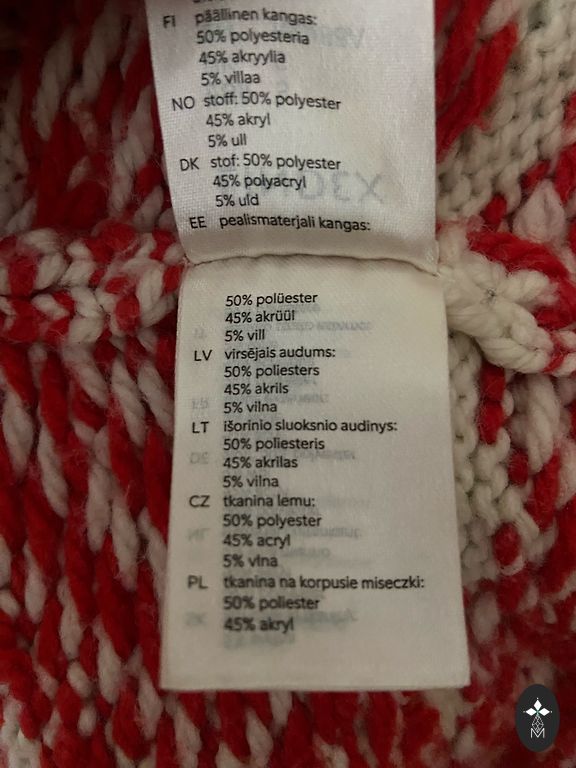 FI päällinen kangas:
50% polyesteria
45% akryylia
5% villaa
NO stoff: 50% polyester
45% akryl
5% ull
DK stof: 50% polyester
45% polyacryl
5% uld
EE pealismaterjali kangas:
50% polüester
45% akrüül
5% vill
LV virsējais audums:
50% poliesters
45% akrils
5% vilna
LT išorinio sluoksnio audinys:
50% poliesteris
45% akrilas
5% vilna
CZ tkanina lemu:
50% polyester
45% acryl
5% vlna
PL tkanina na korpusie miseczki:
50% poliester
45% akryl